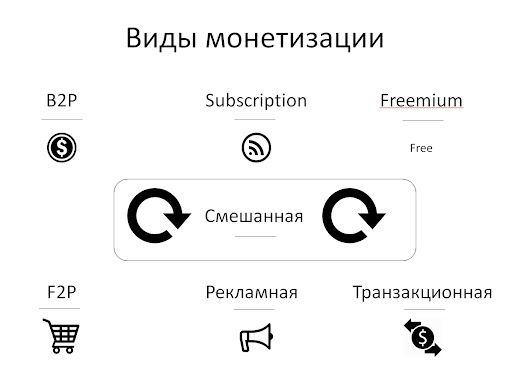 Виды монетизации
B2P
Subscription
Freemium
Free
Смешанная
F2P
Рекламная
Транзакционная